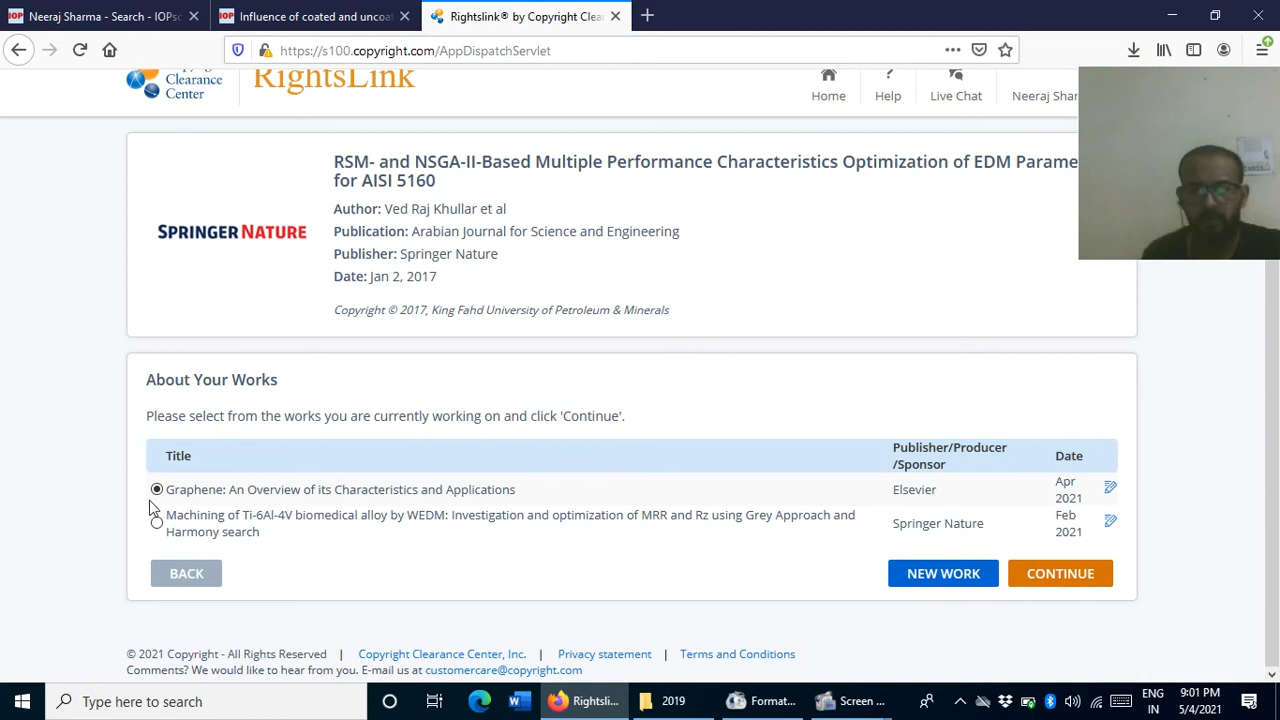 IOP Neeraj Sharma - Search - IOPsc
IOP Influence of coated and uncoat
Rightslink® by Copyright Clear
https://s100.copyright.com/AppDispatchServlet
Clearance
Center
RightsLink
Home
Help
Live Chat
Neeraj Shar
SPRINGER NATURE
RSM- and NSGA-II-Based Multiple Performance Characteristics Optimization of EDM Parame
for AISI 5160
Author: Ved Raj Khullar et al
Publication: Arabian Journal for Science and Engineering
Publisher: Springer Nature
Date: Jan 2, 2017
Copyright © 2017, King Fahd University of Petroleum & Minerals
About Your Works
Please select from the works you are currently working on and click 'Continue'.
Title
Publisher/Producer
/Sponsor
Date
Graphene: An Overview of its Characteristics and Applications
Elsevier
Apr
2021
Machining of Ti-6Al-4V biomedical alloy by WEDM: Investigation and optimization of MRR and Rz using Grey Approach and
Harmony search
Springer Nature
Feb
2021
BACK
NEW WORK
CONTINUE
© 2021 Copyright - All Rights Reserved | Copyright Clearance Center, Inc. | Privacy statement | Terms and Conditions
Comments? We would like to hear from you. E-mail us at customercare@copyright.com
Type here to search
Rightsli...
2019
Format...
Screen ...
ENG
IN
9:01 PM
5/4/2021